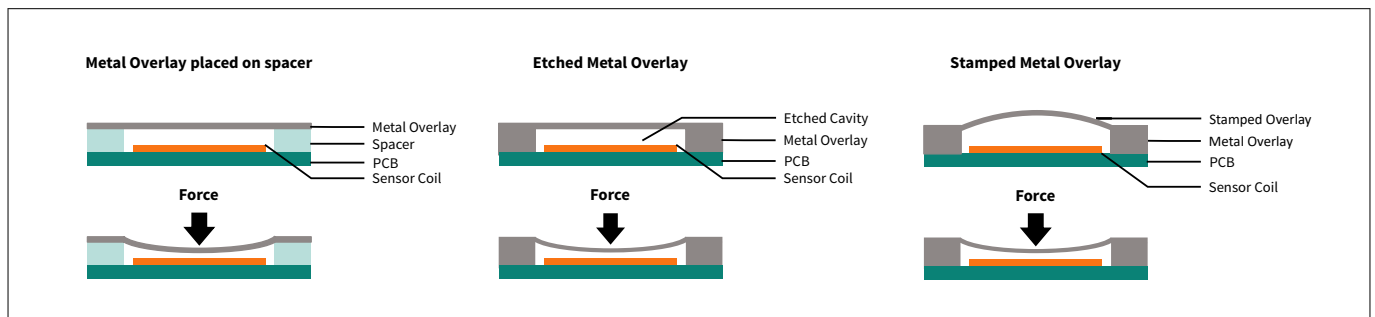 Metal Overlay placed on spacer
Metal Overlay
Spacer
PCB
Sensor Coil
Force
Etched Metal Overlay
Etched Cavity
Metal Overlay
PCB
Sensor Coil
Force
Stamped Metal Overlay
Stamped Overlay
Metal Overlay
PCB
Sensor Coil
Force